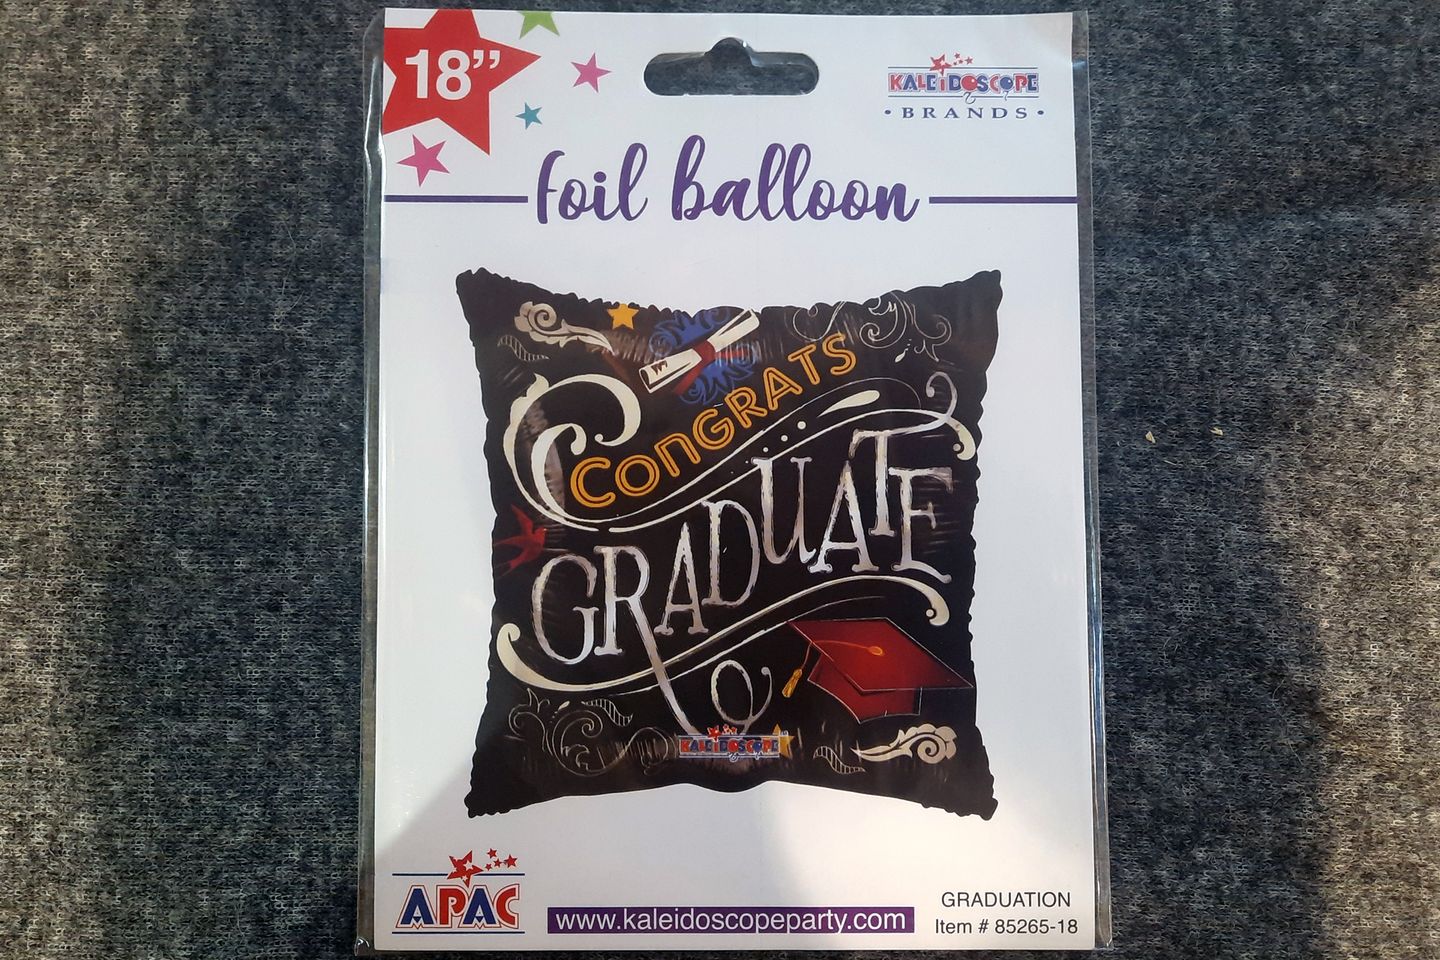 18”
KALEIDOSCOPE
• BRANDS •
foil balloon
CONGRATS
GRADUATE
KALEIDOSCOPE
APAC
www.kaleidoscopeparty.com
GRADUATION
Item # 85265-18